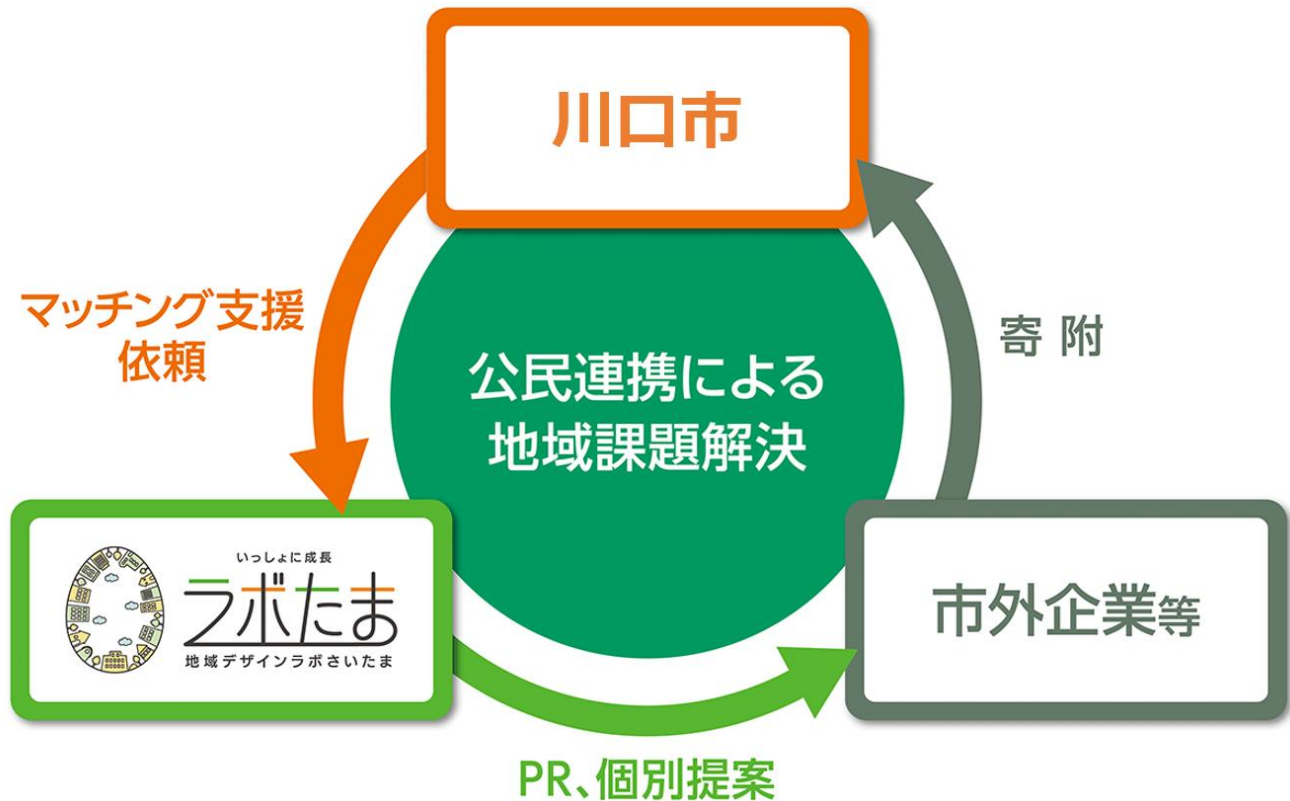 川口市
マッチング支援
依頼
寄附
公民連携による
地域課題解決
いっしょに成長
ラボたま
地域デザインラボさいたま
市外企業等
PR、個別提案